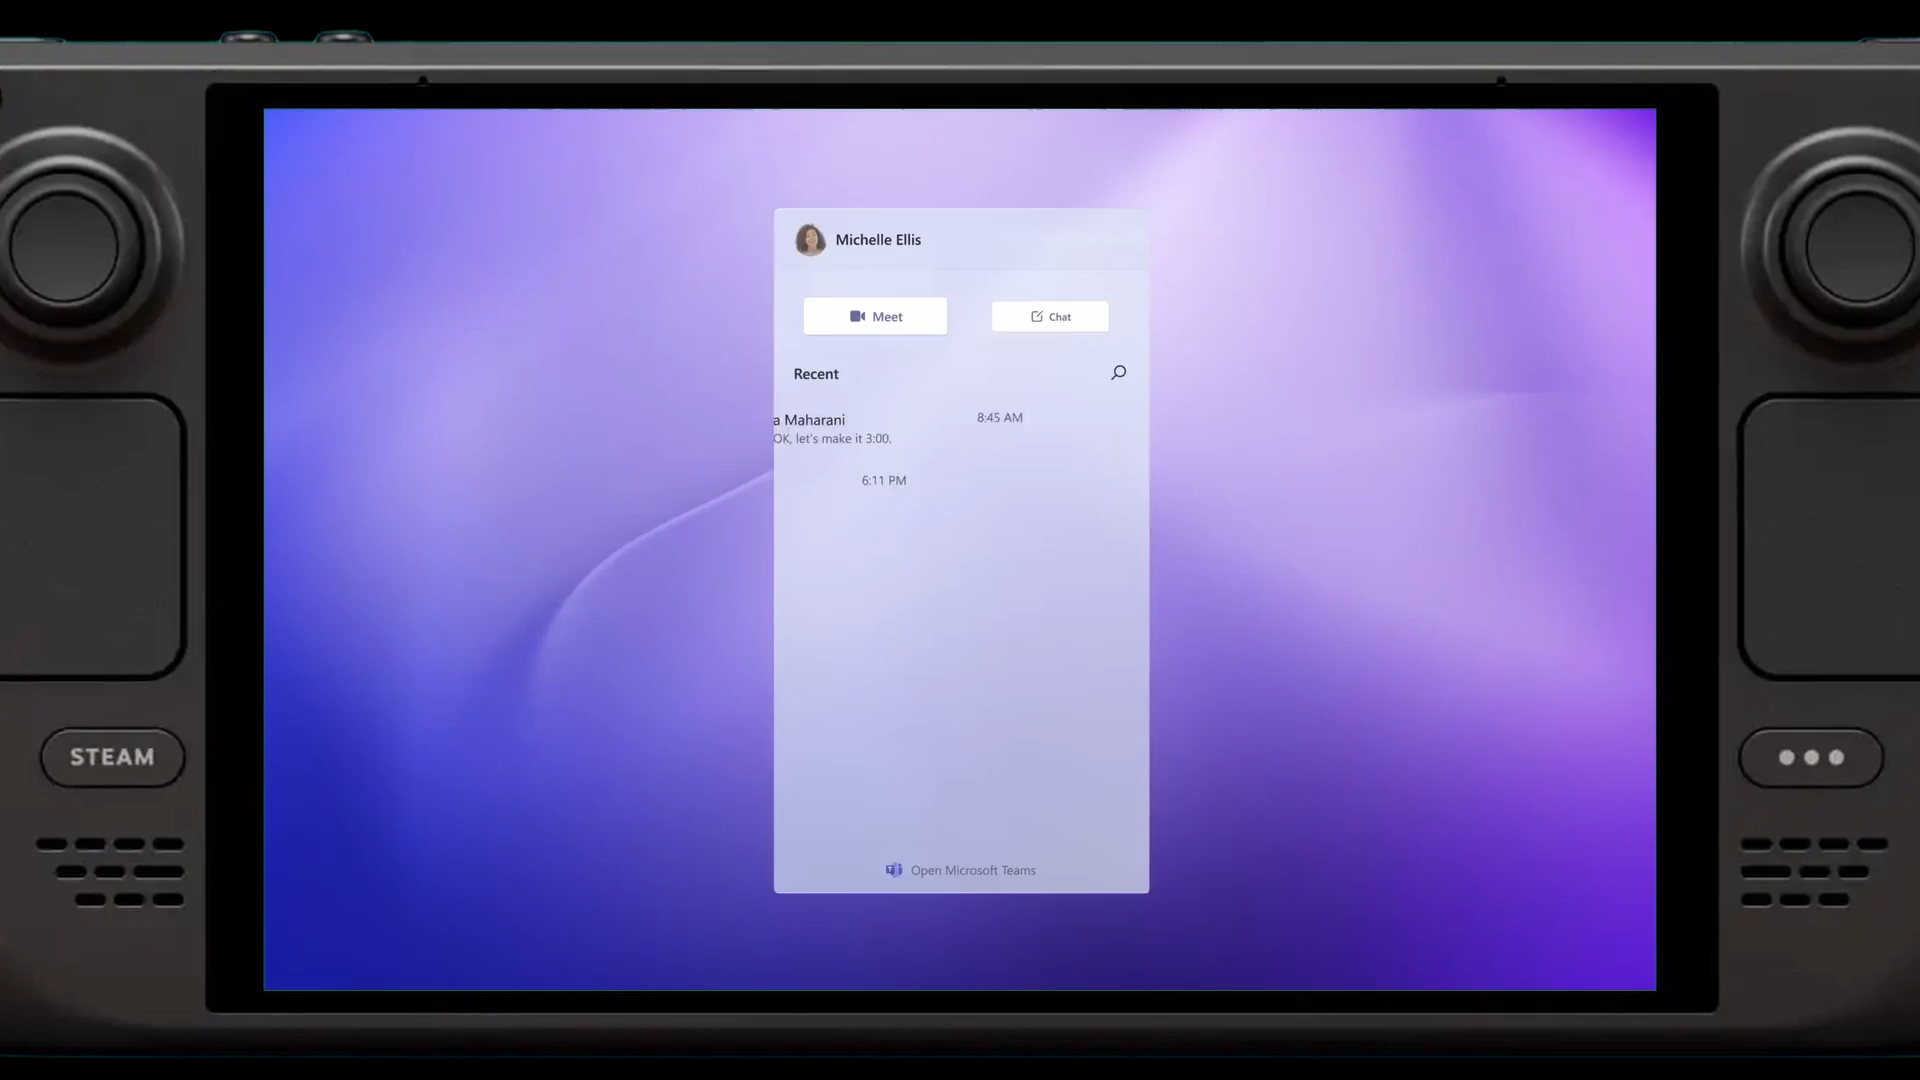 Michelle Ellis
Meet
Chat
Recent
a Maharani
8:45 AM
OK, let's make it 3:00.
6:11 PM
STEAM
Open Microsoft Teams